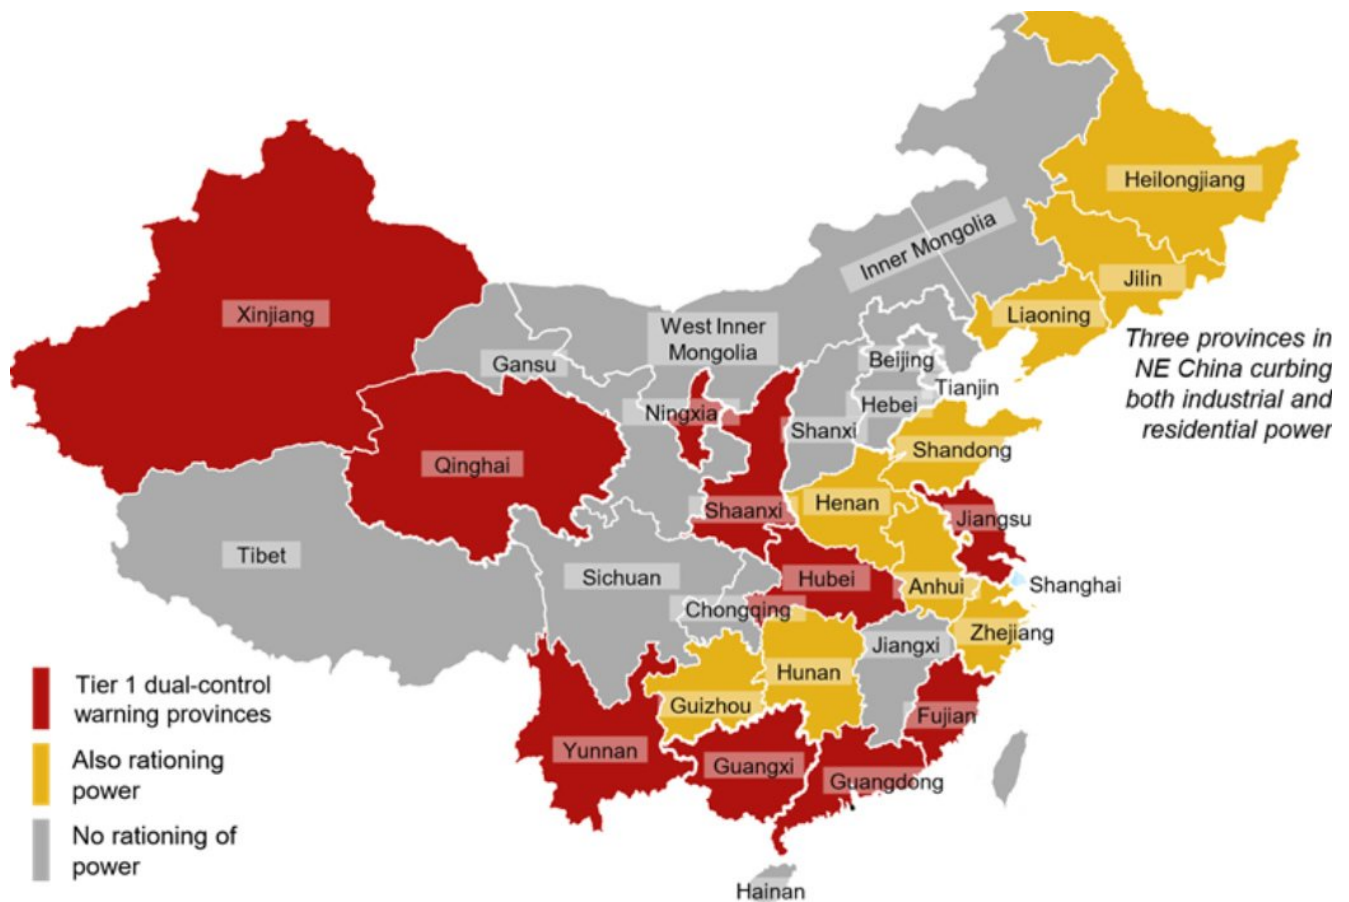 Heilongjiang
Inner Mongolia
Jilin
Xinjiang
Liaoning
West Inner
Mongolia
Three provinces in
NE China curbing
both industrial and
residential power
Gansu
Beijing
Tianjin
Hebei
Ningxia
Shanxi
Shandong
Qinghai
Henan
Shaanxi
Jiangsu
Tibet
Sichuan
Hubei
Anhui
Shanghai
Chongqing
Zhejiang
Jiangxi
Hunan
Guizhou
Fujian
Yunnan
Guangxi
Guangdong
Hainan
Tier 1 dual-control
warning provinces
Also rationing
power
No rationing of
power